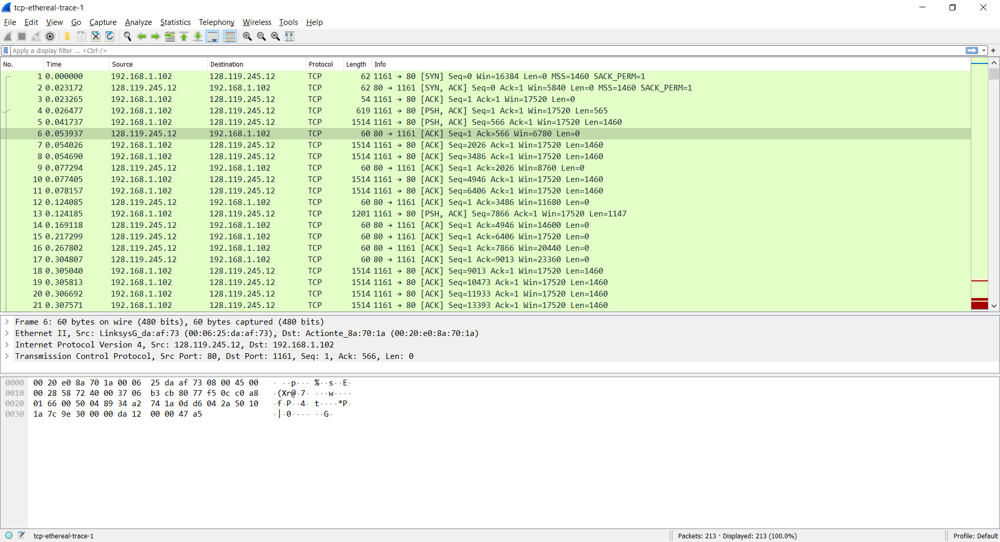 tcp-ethereal-trace-1
File Edit View Go Capture Analyze Statistics Telephony Wireless Tools Help
Apply a display filter ... <Ctrl-/>
No. Time Source Destination Protocol Length Info
1 0.000000 192.168.1.102 128.119.245.12 TCP 62 1161 → 80 [SYN] Seq=0 Win=16384 Len=0 MSS=1460 SACK_PERM=1
2 0.023172 128.119.245.12 192.168.1.102 TCP 62 80 → 1161 [SYN, ACK] Seq=0 Ack=1 Win=5840 Len=0 MSS=1460 SACK_PERM=1
3 0.023265 192.168.1.102 128.119.245.12 TCP 54 1161 → 80 [ACK] Seq=1 Ack=1 Win=17520 Len=0
4 0.026477 192.168.1.102 128.119.245.12 TCP 619 1161 → 80 [PSH, ACK] Seq=1 Ack=1 Win=17520 Len=565
5 0.041737 192.168.1.102 128.119.245.12 TCP 1514 1161 → 80 [PSH, ACK] Seq=566 Ack=1 Win=17520 Len=1460
6 0.053937 128.119.245.12 192.168.1.102 TCP 60 80 → 1161 [ACK] Seq=1 Ack=566 Win=6780 Len=0
7 0.054026 192.168.1.102 128.119.245.12 TCP 1514 1161 → 80 [ACK] Seq=2026 Ack=1 Win=17520 Len=1460
8 0.054690 192.168.1.102 128.119.245.12 TCP 1514 1161 → 80 [ACK] Seq=3486 Ack=1 Win=17520 Len=1460
9 0.077294 128.119.245.12 192.168.1.102 TCP 60 80 → 1161 [ACK] Seq=1 Ack=2026 Win=8760 Len=0
10 0.077405 192.168.1.102 128.119.245.12 TCP 1514 1161 → 80 [ACK] Seq=4946 Ack=1 Win=17520 Len=1460
11 0.078157 192.168.1.102 128.119.245.12 TCP 1514 1161 → 80 [ACK] Seq=6406 Ack=1 Win=17520 Len=1460
12 0.124085 128.119.245.12 192.168.1.102 TCP 60 80 → 1161 [ACK] Seq=1 Ack=3486 Win=11680 Len=0
13 0.124185 192.168.1.102 128.119.245.12 TCP 1201 1161 → 80 [PSH, ACK] Seq=7866 Ack=1 Win=17520 Len=1147
14 0.169118 128.119.245.12 192.168.1.102 TCP 60 80 → 1161 [ACK] Seq=1 Ack=4946 Win=14600 Len=0
15 0.217299 128.119.245.12 192.168.1.102 TCP 60 80 → 1161 [ACK] Seq=1 Ack=6406 Win=17520 Len=0
16 0.267802 128.119.245.12 192.168.1.102 TCP 60 80 → 1161 [ACK] Seq=1 Ack=7866 Win=20440 Len=0
17 0.304807 128.119.245.12 192.168.1.102 TCP 60 80 → 1161 [ACK] Seq=1 Ack=9013 Win=23360 Len=0
18 0.305040 192.168.1.102 128.119.245.12 TCP 1514 1161 → 80 [ACK] Seq=9013 Ack=1 Win=17520 Len=1460
19 0.305813 192.168.1.102 128.119.245.12 TCP 1514 1161 → 80 [ACK] Seq=10473 Ack=1 Win=17520 Len=1460
20 0.306692 192.168.1.102 128.119.245.12 TCP 1514 1161 → 80 [ACK] Seq=11933 Ack=1 Win=17520 Len=1460
21 0.307571 192.168.1.102 128.119.245.12 TCP 1514 1161 → 80 [ACK] Seq=13393 Ack=1 Win=17520 Len=1460
Frame 6: 60 bytes on wire (480 bits), 60 bytes captured (480 bits)
Ethernet II, Src: LinksysG_da:af:73 (00:06:25:da:af:73), Dst: Actionte_8a:70:1a (00:20:e0:8a:70:1a)
Internet Protocol Version 4, Src: 128.119.245.12, Dst: 192.168.1.102
Transmission Control Protocol, Src Port: 80, Dst Port: 1161, Seq: 1, Ack: 566, Len: 0
0000 00 20 e0 8a 70 1a 00 06 25 da af 73 08 00 45 00 · ··p··· %··s··E·
0010 00 28 58 72 40 00 37 06 b3 cb 80 77 f5 0c c0 a8 ·(Xr@·7· ···w····
0020 01 66 00 50 04 89 34 a2 74 1a 0d d6 04 2a 50 10 ·f·P··4· t····*P·
0030 1a 7c 9e 30 00 00 da 12 00 00 47 a5 ·|·0···· ··G·
tcp-ethereal-trace-1 Packets: 213 · Displayed: 213 (100.0%) Profile: Default